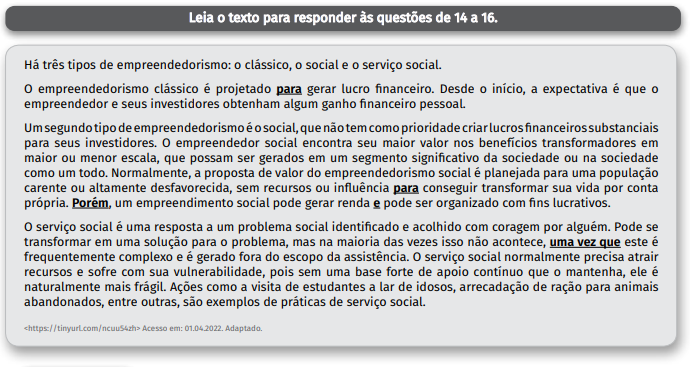 Leia o texto para responder às questões de 14 a 16.
Há três tipos de empreendedorismo: o clássico, o social e o serviço social.
O empreendedorismo clássico é projetado para gerar lucro financeiro. Desde o início, a expectativa é que o
empreendedor e seus investidores obtenham algum ganho financeiro pessoal.
Um segundo tipo de empreendedorismo é o social, que não tem como prioridade criar lucros financeiros substanciais
para seus investidores. O empreendedor social encontra seu maior valor nos benefícios transformadores em
maior ou menor escala, que possam ser gerados em um segmento significativo da sociedade ou na sociedade
como um todo. Normalmente, a proposta de valor do empreendedorismo social é planejada para uma população
carente ou altamente desfavorecida, sem recursos ou influência para conseguir transformar sua vida por conta
própria. Porém, um empreendimento social pode gerar renda e pode ser organizado com fins lucrativos.
O serviço social é uma resposta a um problema social identificado e acolhido com coragem por alguém. Pode se
transformar em uma solução para o problema, mas na maioria das vezes isso não acontece, uma vez que este é
frequentemente complexo e é gerado fora do escopo da assistência. O serviço social normalmente precisa atrair
recursos e sofre com sua vulnerabilidade, pois sem uma base forte de apoio contínuo que o mantenha, ele é
naturalmente mais frágil. Ações como a visita de estudantes a lar de idosos, arrecadação de ração para animais
abandonados, entre outras, são exemplos de práticas de serviço social.
<https://tinyurl.com/ncuu54zh> Acesso em: 01.04.2022. Adaptado.